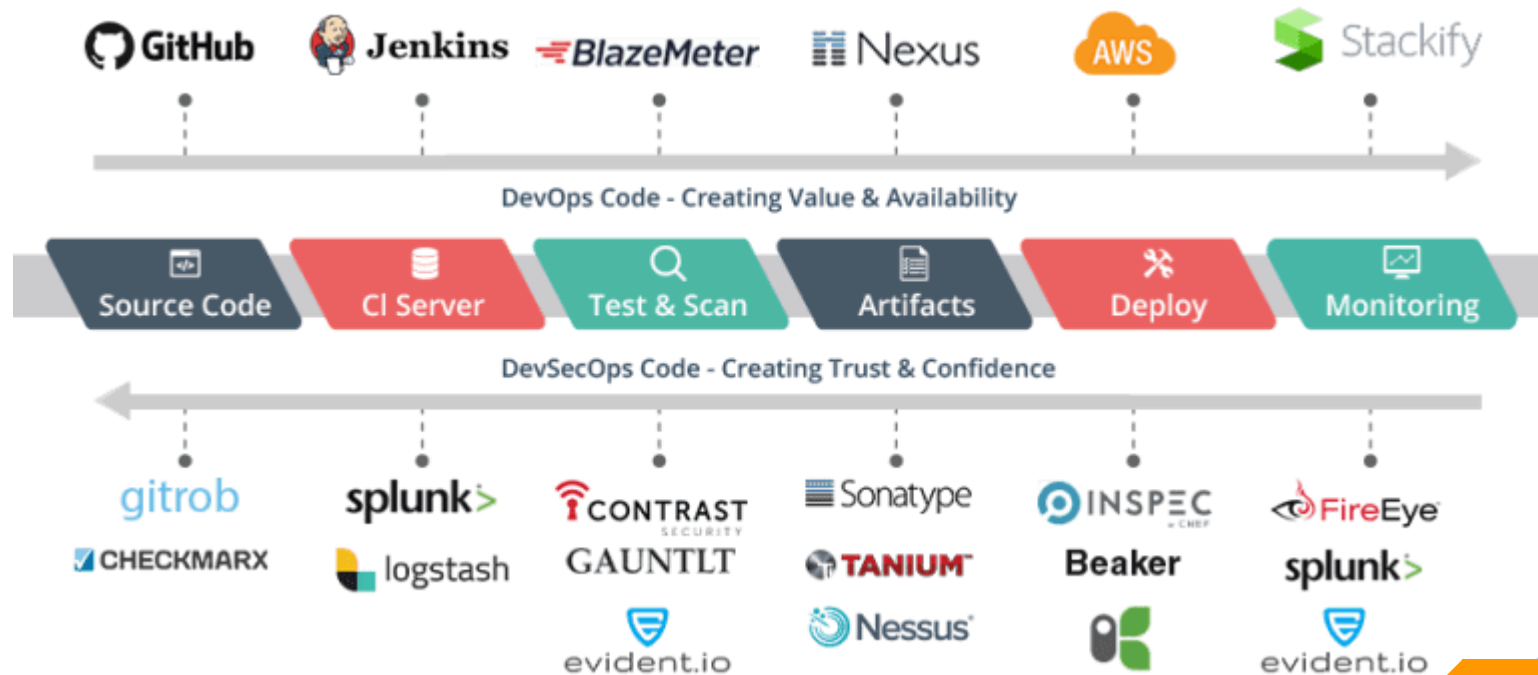 GitHub
Jenkins
BlazeMeter
Nexus
AWS
Stackify
DevOps Code - Creating Value & Availability
</> Source Code
CI Server
Test & Scan
Artifacts
Deploy
Monitoring
DevSecOps Code - Creating Trust & Confidence
gitrob
splunk>
CONTRAST
SECURITY
Sonatype
INSPEC
CHEF
FireEye
CHECKMARX
logstash
GAUNTLT
TANIUM™
Beaker
splunk>
evident.io
Nessus
evident.io